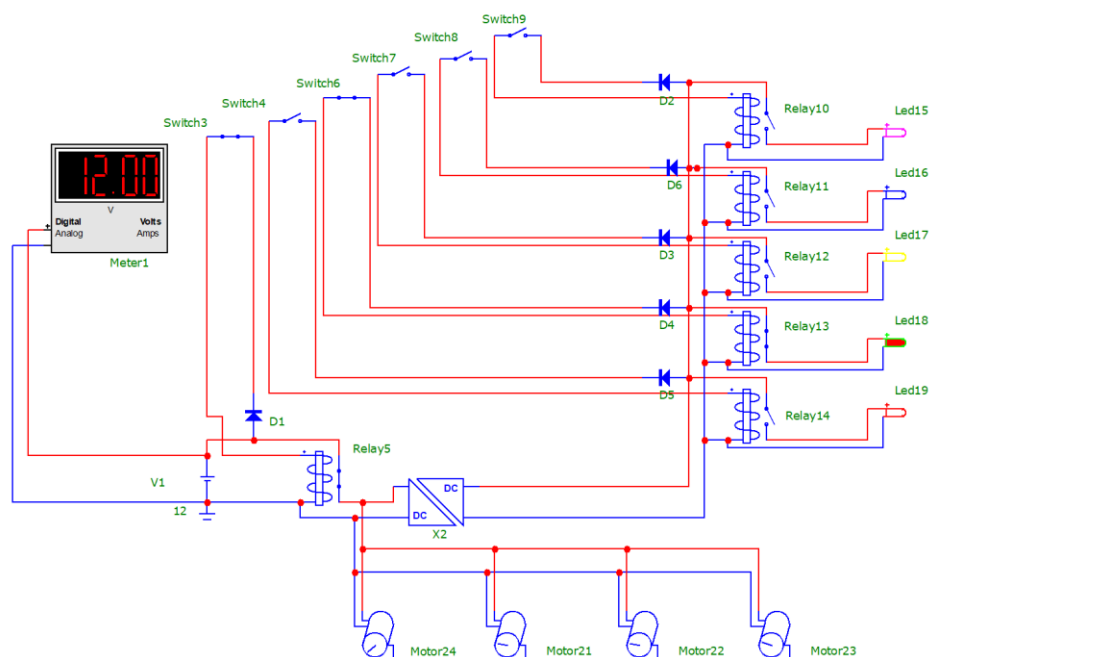 Switch9
Switch8
Switch7
Switch6
Switch4
Switch3
D2
Relay10
Led15
12.00
V
Digital Volts
Analog Amps
Meter1
D6
Relay11
Led16
D3
Relay12
Led17
D4
Relay13
Led18
D5
Relay14
Led19
D1
Relay5
V1
12
DC
DC
X2
Motor24
Motor21
Motor22
Motor23